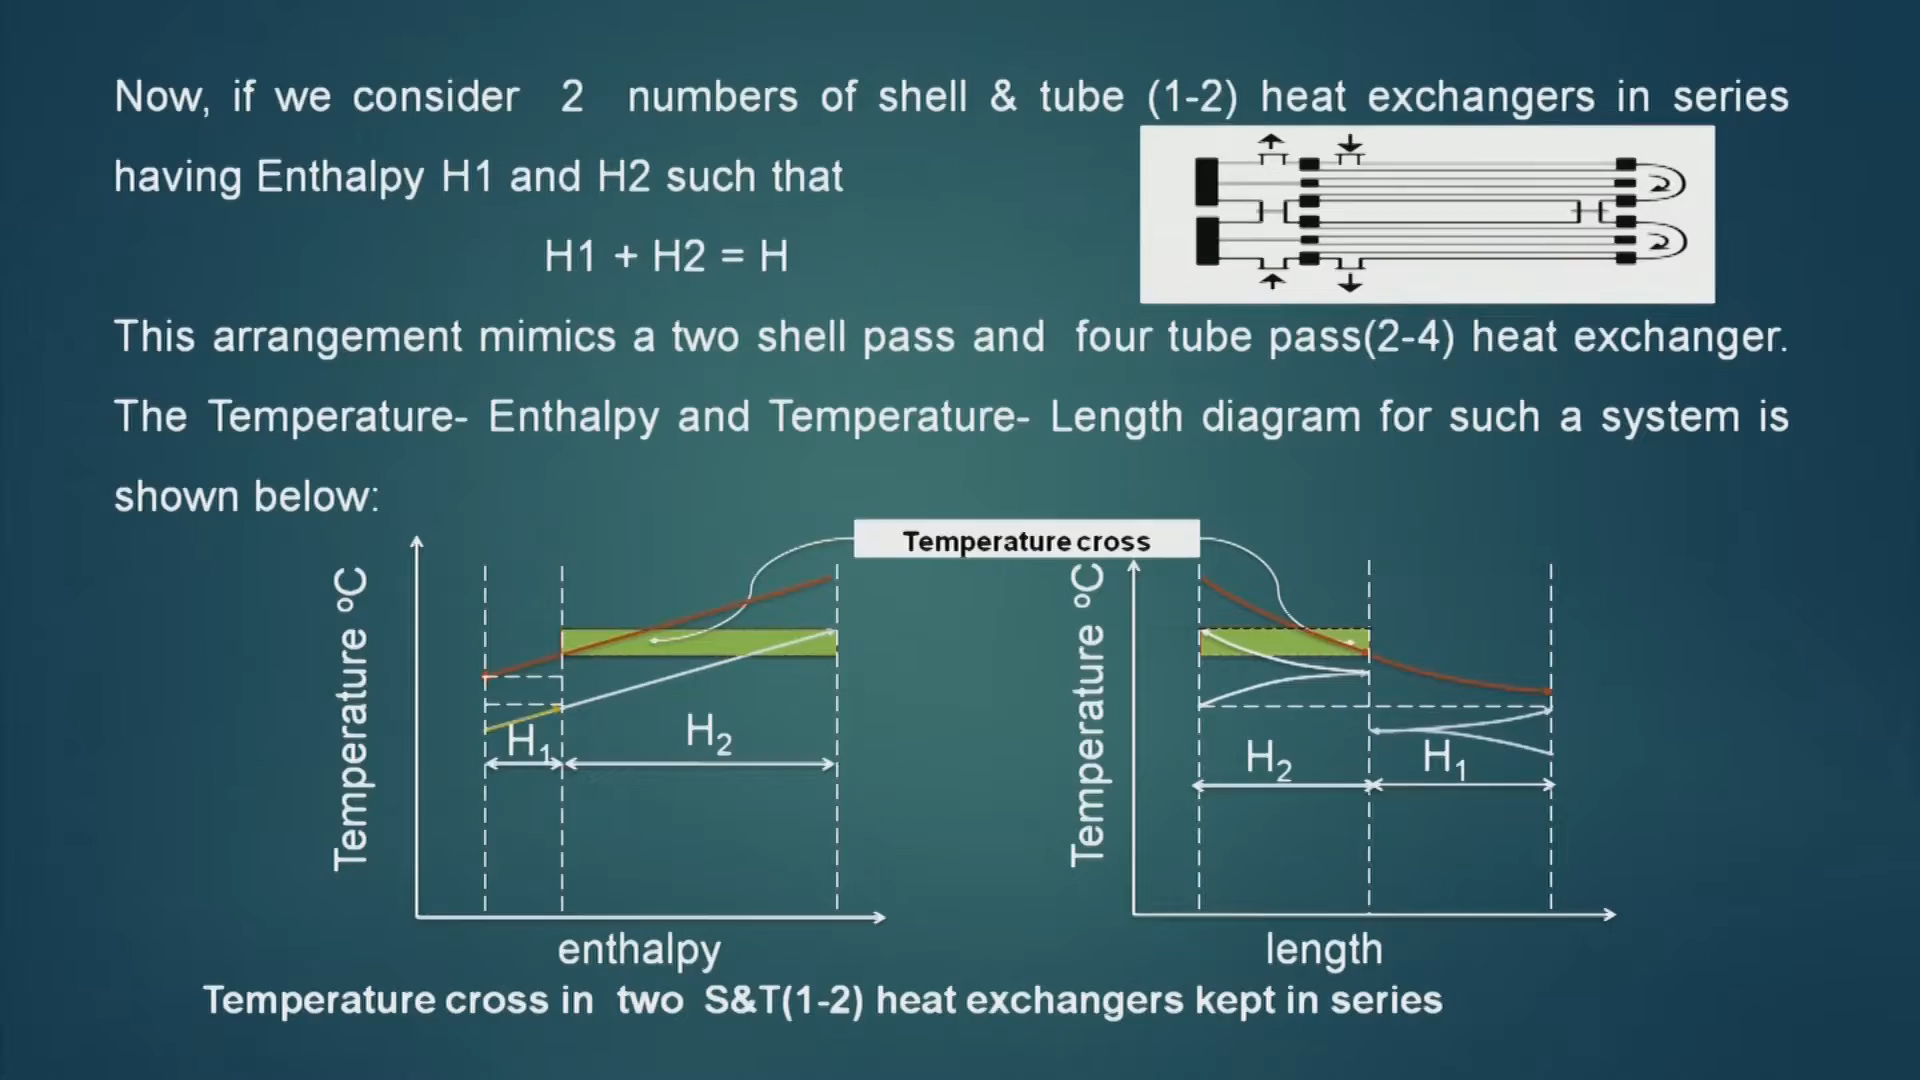 Now, if we consider 2 numbers of shell & tube (1-2) heat exchangers in series
having Enthalpy H1 and H2 such that
H1 + H2 = H
This arrangement mimics a two shell pass and four tube pass(2-4) heat exchanger.
The Temperature- Enthalpy and Temperature- Length diagram for such a system is
shown below:
Temperature cross
Temperature ºC
H₁
H₂
enthalpy
Temperature ºC
H₂
H₁
length
Temperature cross in two S&T(1-2) heat exchangers kept in series